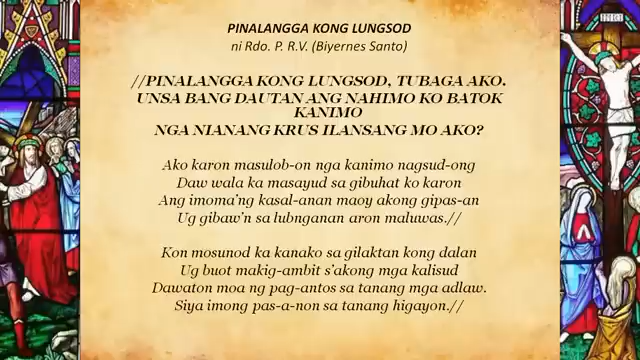 PINALANGGA KONG LUNGSOD
ni Rdo. P. R.V. (Biyernes Santo)
//PINALANGGA KONG LUNGSOD, TUBAGA AKO.
UNSA BANG DAUTAN ANG NAHIMO KO BATOK
KANIMO
NGA NIANANG KRUS ILANSANG MO AKO?
Ako karon masulob-on nga kanimo nagsud-ong
Daw wala ka masayud sa gibuhat ko karon
Ang imoma'ng kasal-anan maoy akong gipas-an
Ug gibaw'n sa lubnganan aron maluwas.//
Kon mosunod ka kanako sa gilaktan kong dalan
Ug buot makig-ambit s'akong mga kalisud
Dawaton moa ng pag-antos sa tanang mga adlaw.
Siya imong pas-a-non sa tanang higayon.//